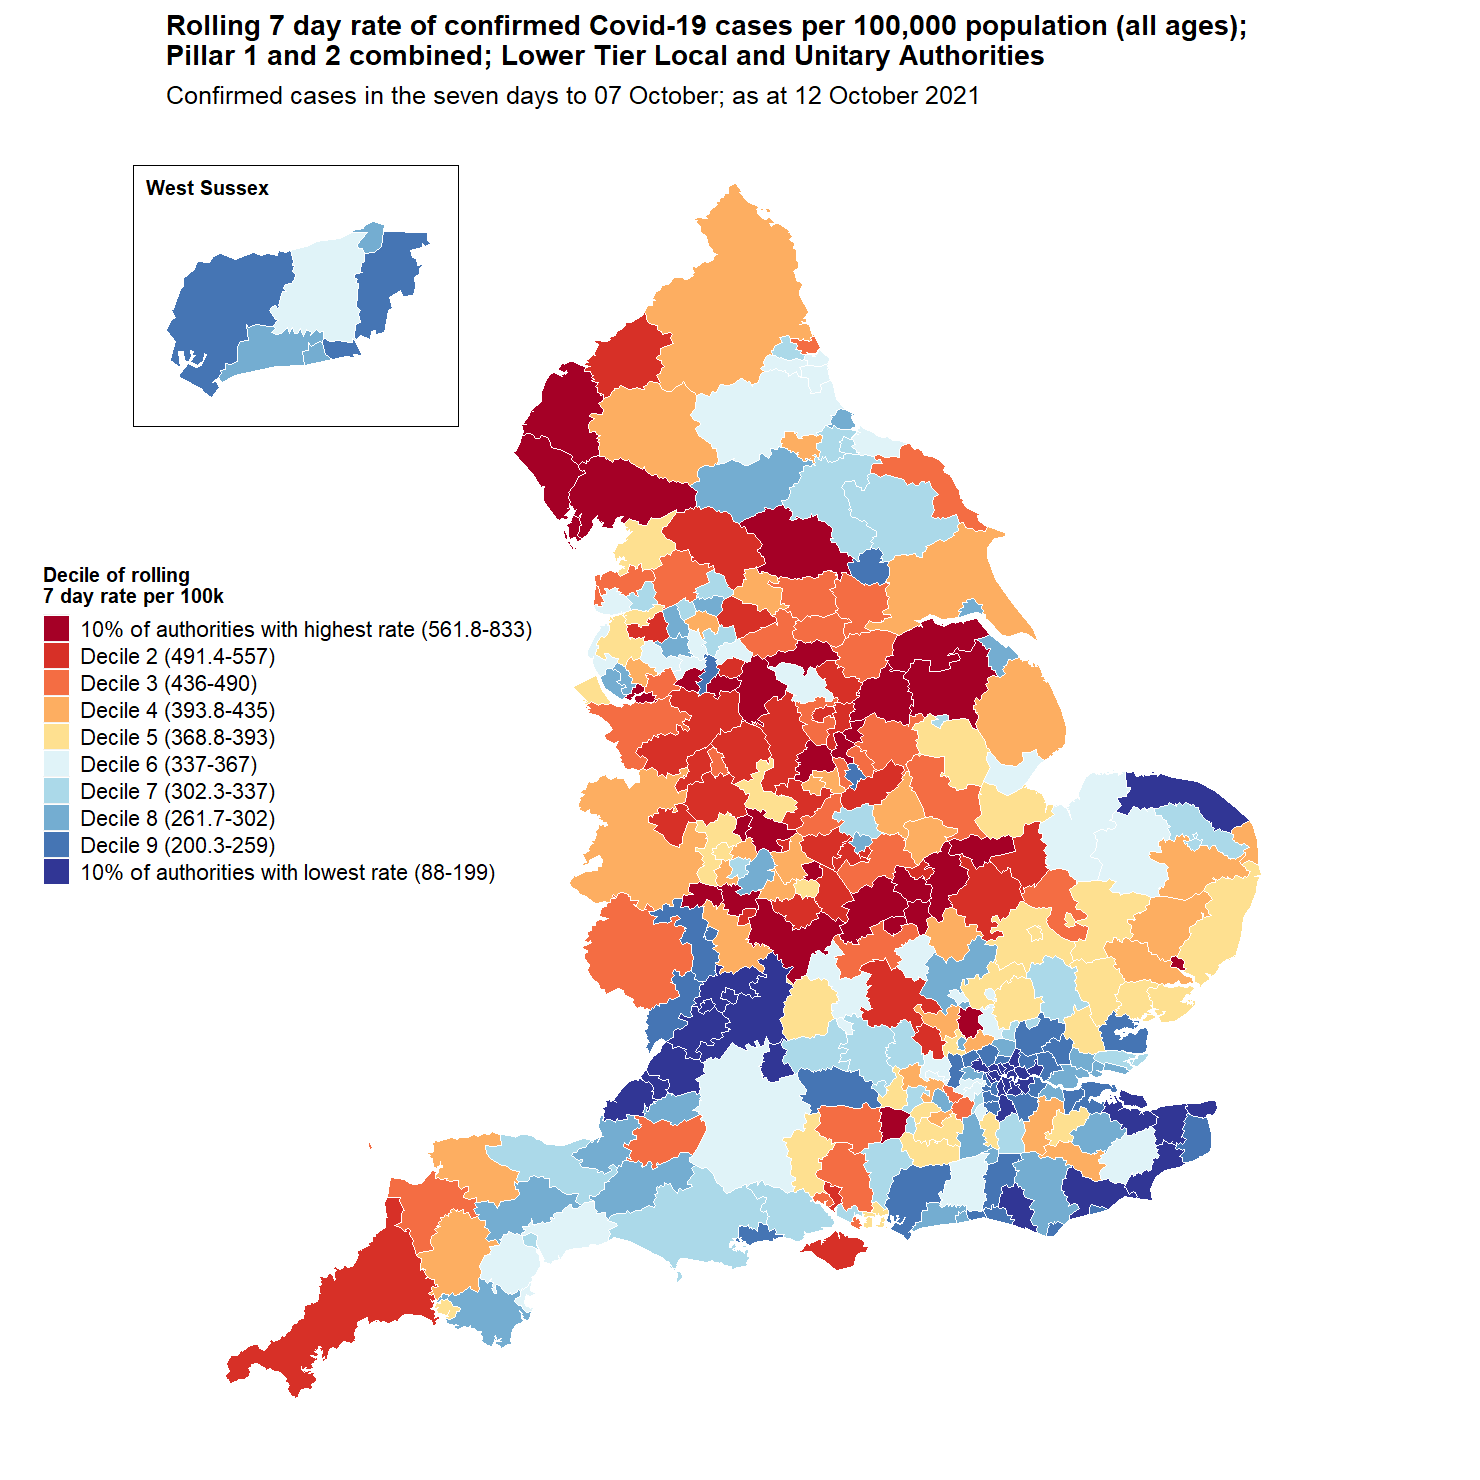 Rolling 7 day rate of confirmed Covid-19 cases per 100,000 population (all ages);
Pillar 1 and 2 combined; Lower Tier Local and Unitary Authorities
Confirmed cases in the seven days to 07 October; as at 12 October 2021
West Sussex
Decile of rolling
7 day rate per 100k
10% of authorities with highest rate (561.8-833)
Decile 2 (491.4-557)
Decile 3 (436-490)
Decile 4 (393.8-435)
Decile 5 (368.8-393)
Decile 6 (337-367)
Decile 7 (302.3-337)
Decile 8 (261.7-302)
Decile 9 (200.3-259)
10% of authorities with lowest rate (88-199)